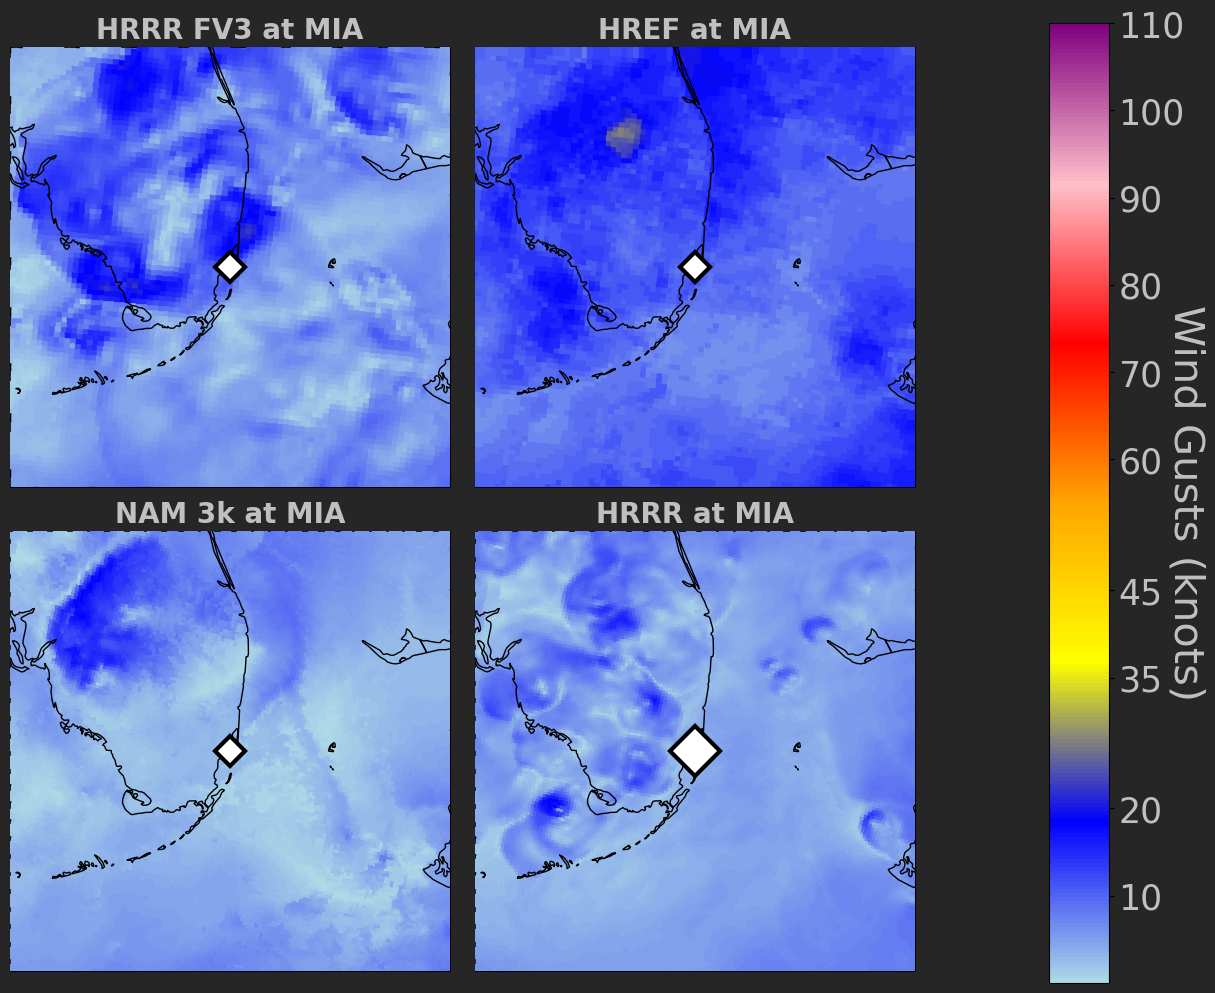 HRRR FV3 at MIA
HREF at MIA
NAM 3k at MIA
HRRR at MIA
110
100
90
80
70
60
45
35
20
10
Wind Gusts (knots)